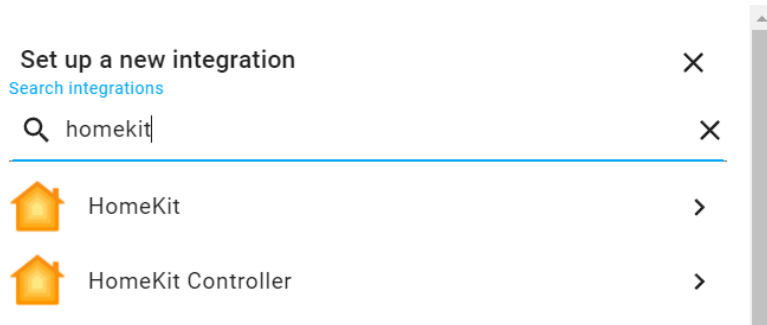 Set up a new integration
Search integrations
homekit
HomeKit
HomeKit Controller